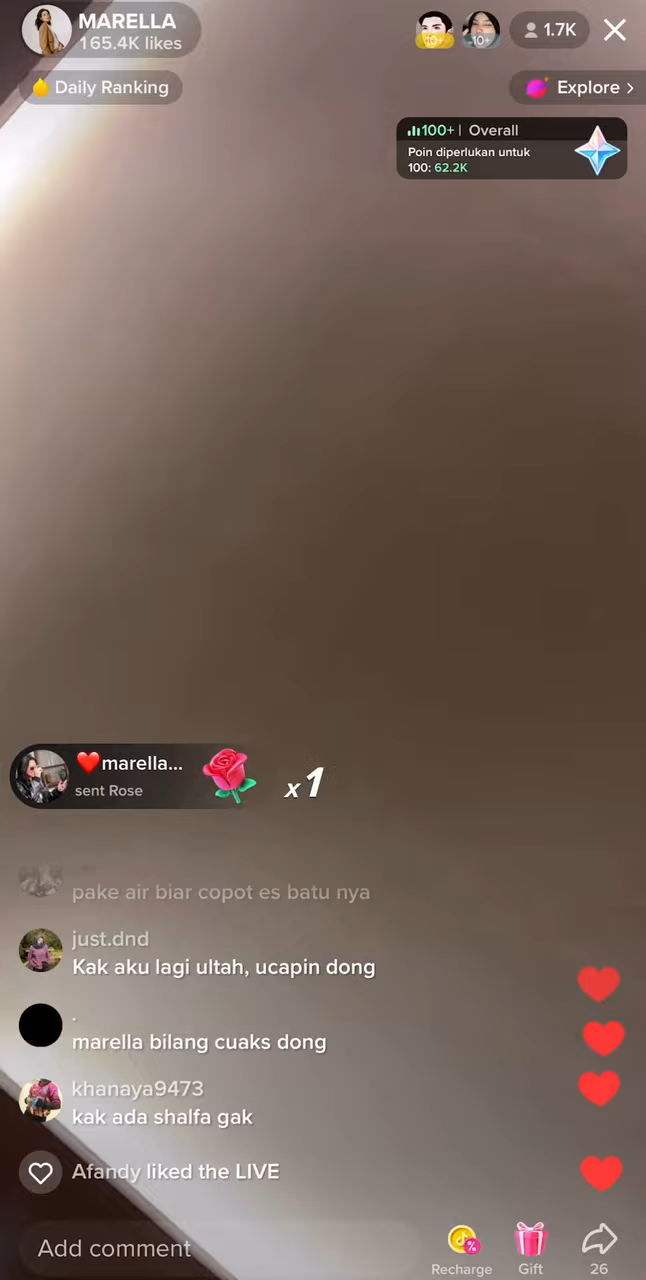 MARELLA
165.4K likes
10+
10+
1.7K
Daily Ranking
Explore >
100+ | Overall
Poin diperlukan untuk
100: 62.2K
❤️marella...
sent Rose
x1
pake air biar copot es batu nya
just.dnd
Kak aku lagi ultah, ucapin dong
.
marella bilang cuaks dong
khanaya9473
kak ada shalfa gak
Afandy liked the LIVE
Add comment
Recharge
Gift
26